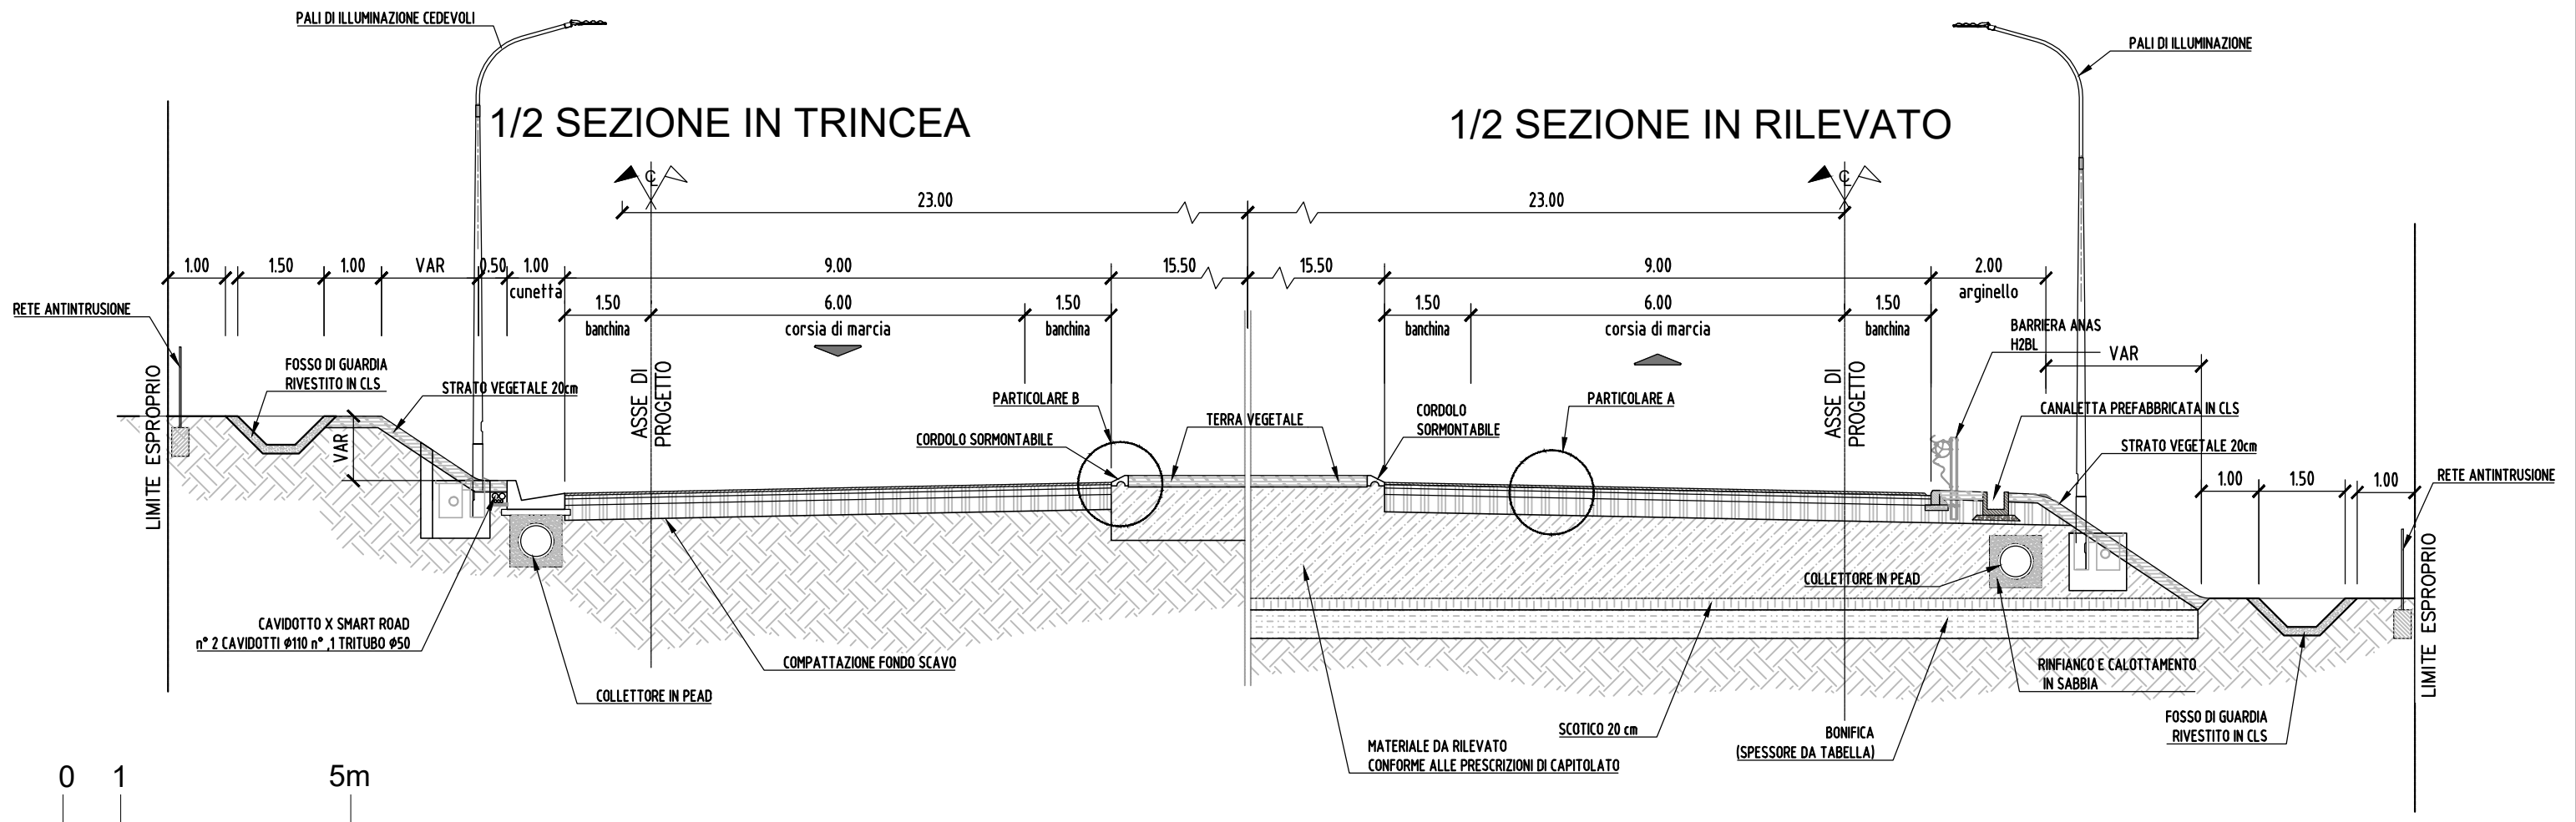 PALI DI ILLUMINAZIONE CEDEVOLI
PALI DI ILLUMINAZIONE
1/2 SEZIONE IN TRINCEA
1/2 SEZIONE IN RILEVATO
23.00
23.00
1.00
1.50
1.00
VAR
0.50
1.00
cunetta
9.00
15.50
15.50
9.00
2.00
arginello
1.50
banchina
6.00
corsia di marcia
1.50
banchina
1.50
banchina
6.00
corsia di marcia
1.50
banchina
RETE ANTINTRUSIONE
BARRIERA ANAS
H2BL
VAR
LIMITE ESPROPRIO
FOSSO DI GUARDIA
RIVESTITO IN CLS
STRATO VEGETALE 20cm
VAR
ASSE DI
PROGETTO
PARTICOLARE B
CORDOLO SORMONTABILE
TERRA VEGETALE
CORDOLO
SORMONTABILE
PARTICOLARE A
ASSE DI
PROGETTO
CANALETTA PREFABBRICATA IN CLS
STRATO VEGETALE 20cm
RETE ANTINTRUSIONE
1.00
1.50
1.00
LIMITE ESPROPRIO
COLLETTORE IN PEAD
CAVIDOTTO X SMART ROAD
n° 2 CAVIDOTTI Ø110 n° ,1 TRITUBO Ø50
COMPATTAZIONE FONDO SCAVO
COLLETTORE IN PEAD
RINFIANCO E CALOTTAMENTO
IN SABBIA
SCOTICO 20 cm
BONIFICA
(SPESSORE DA TABELLA)
FOSSO DI GUARDIA
RIVESTITO IN CLS
MATERIALE DA RILEVATO
CONFORME ALLE PRESCRIZIONI DI CAPITOLATO
0 1 5m